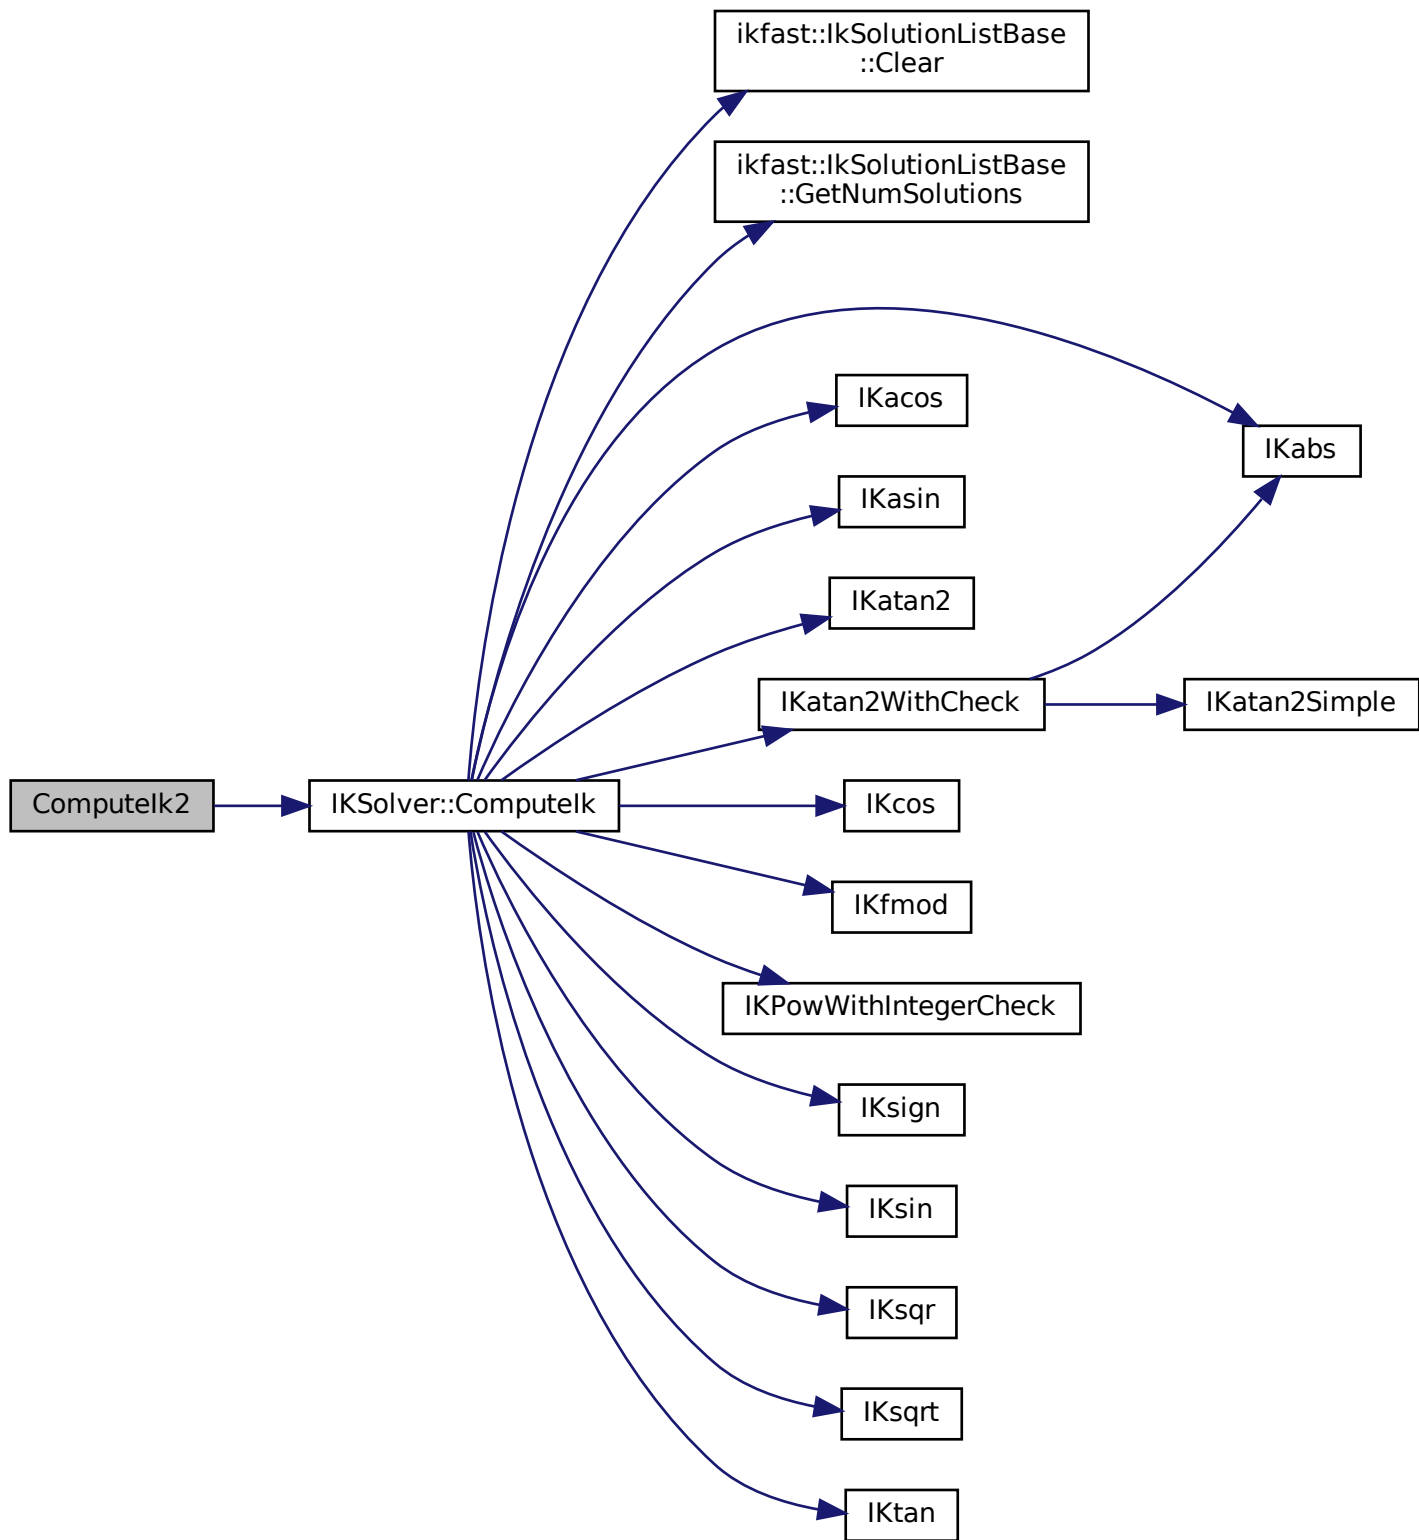 ikfast::IkSolutionListBase
::Clear
ikfast::IkSolutionListBase
::GetNumSolutions
IKacos
IKabs
IKasin
IKatan2
IKatan2WithCheck
IKatan2Simple
ComputeIk2
IKSolver::ComputeIk
IKcos
IKfmod
IKPowWithIntegerCheck
IKsign
IKsin
IKsqr
IKsqrt
IKtan